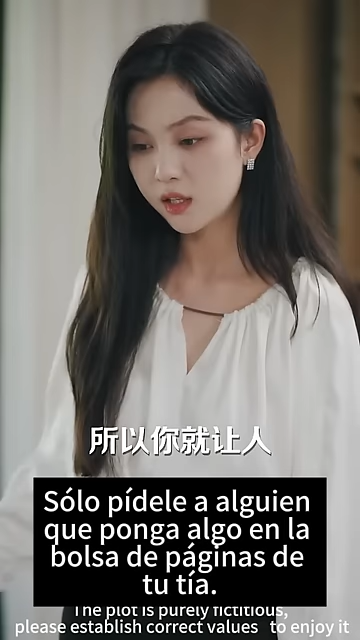 所以你就让人
Sólo pídele a alguien
que ponga algo en la
bolsa de páginas de
tu tía.
The plot is purely fictitious,
please establish correct values to enjoy it